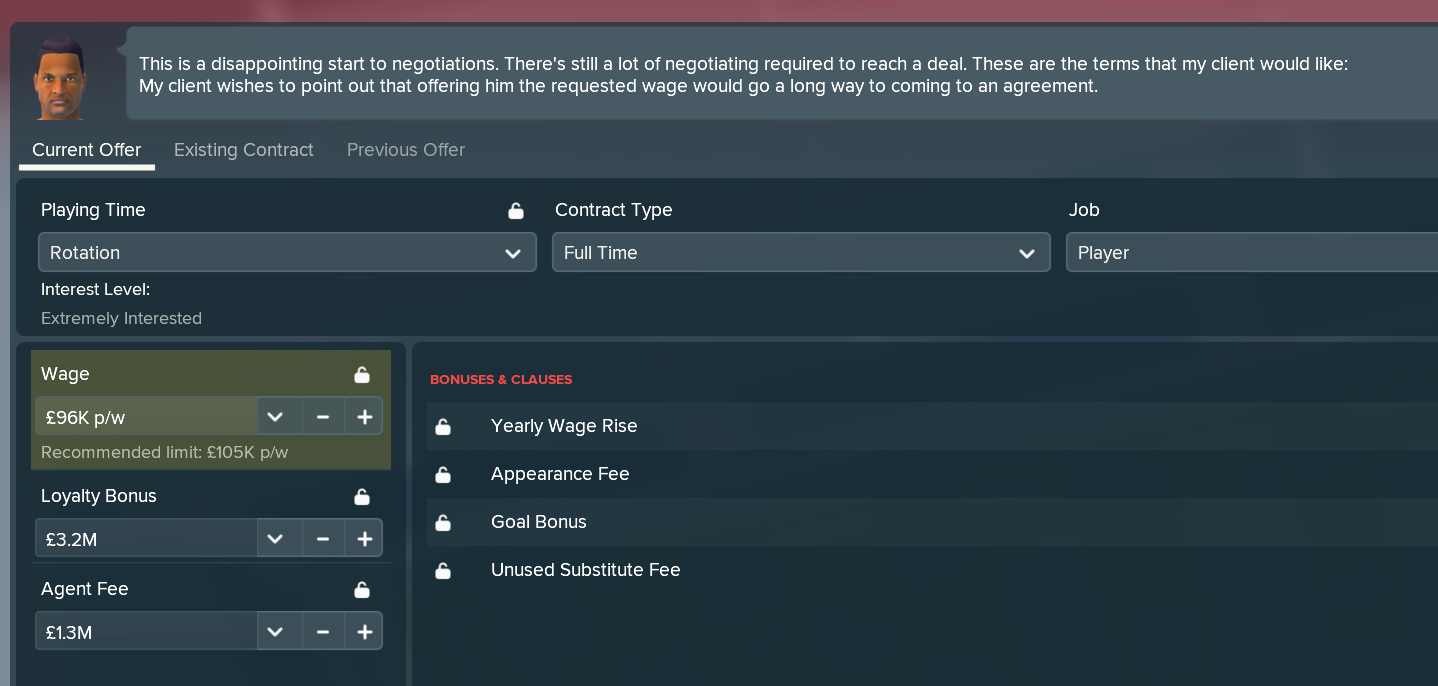 This is a disappointing start to negotiations. There's still a lot of negotiating required to reach a deal. These are the terms that my client would like:
My client wishes to point out that offering him the requested wage would go a long way to coming to an agreement.
Current Offer Existing Contract Previous Offer
Playing Time Contract Type Job
Rotation Full Time Player
Interest Level:
Extremely Interested
Wage
£96K p/w
Recommended limit: £105K p/w
Loyalty Bonus
£3.2M
Agent Fee
£1.3M
BONUSES & CLAUSES
Yearly Wage Rise
Appearance Fee
Goal Bonus
Unused Substitute Fee